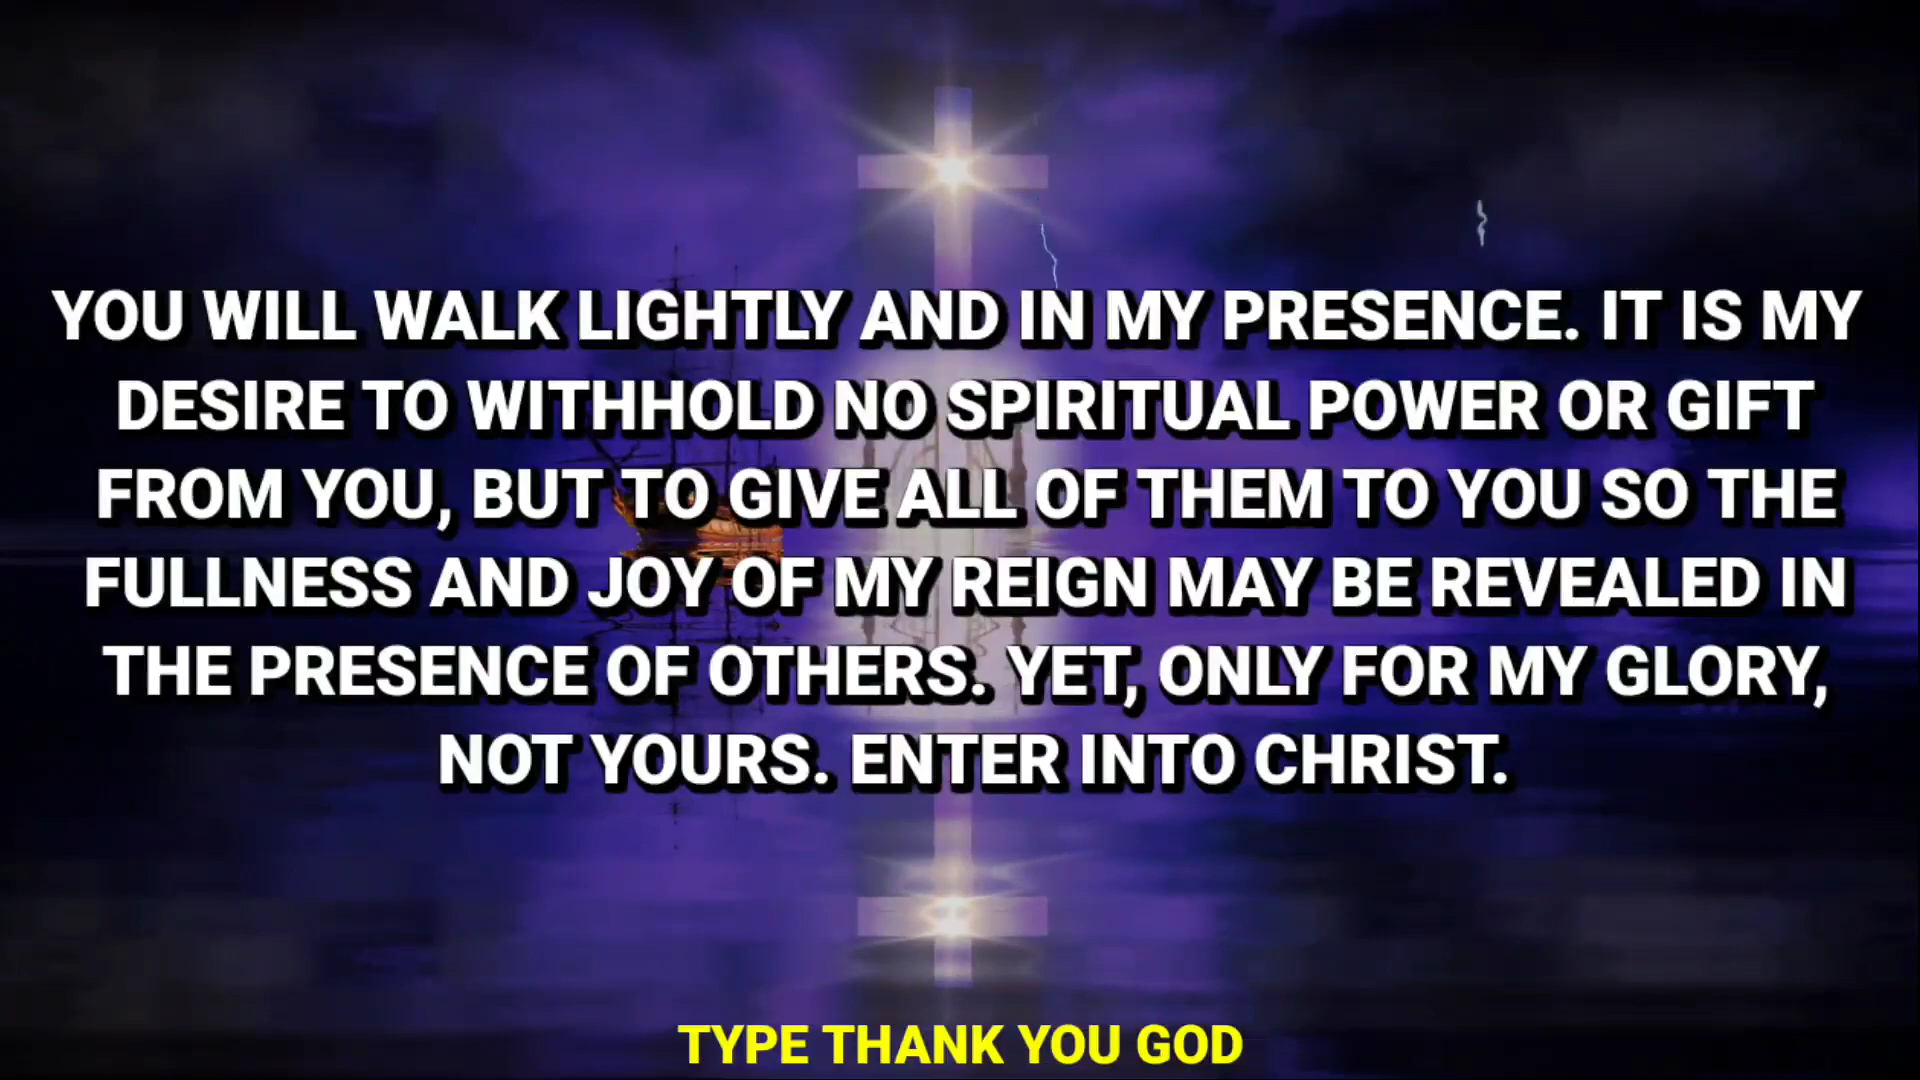 YOU WILL WALK LIGHTLY AND IN MY PRESENCE. IT IS MY
DESIRE TO WITHHOLD NO SPIRITUAL POWER OR GIFT
FROM YOU, BUT TO GIVE ALL OF THEM TO YOU SO THE
FULLNESS AND JOY OF MY REIGN MAY BE REVEALED IN
THE PRESENCE OF OTHERS. YET, ONLY FOR MY GLORY,
NOT YOURS. ENTER INTO CHRIST.
TYPE THANK YOU GOD